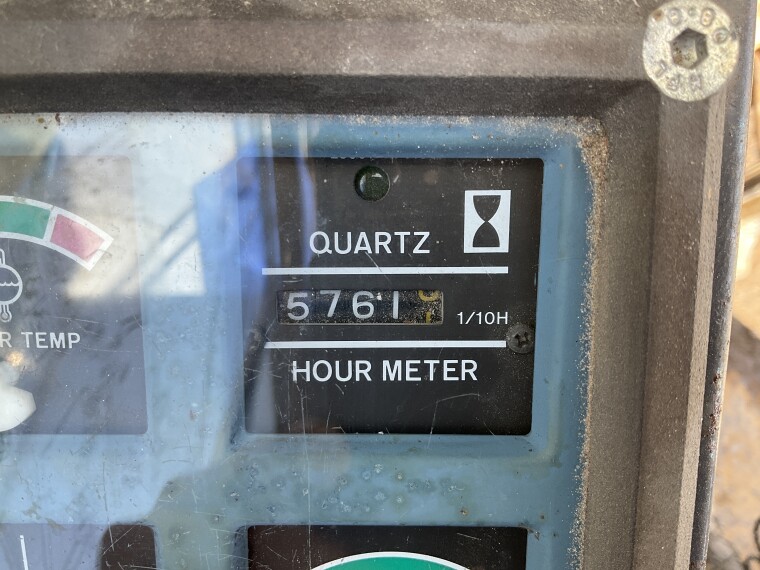 QUARTZ
5761
1/10H
R TEMP
HOUR METER